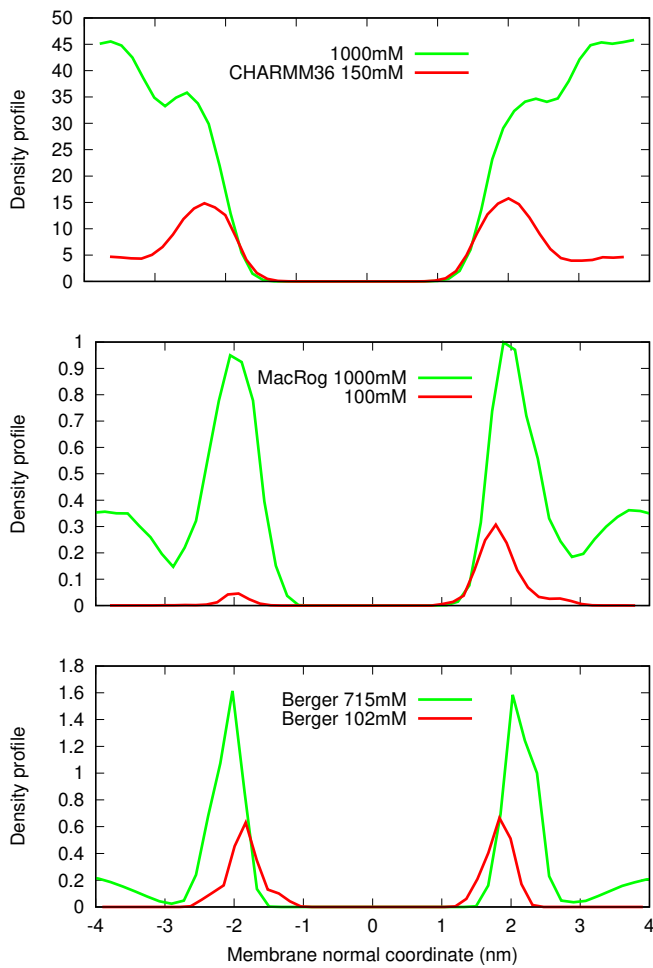 50
45
40
35
30
25
20
15
10
5
0
Density profile
1000mM
CHARMM36 150mM
1
0.9
0.8
0.7
0.6
0.5
0.4
0.3
0.2
0.1
0
Density profile
MacRog 1000mM
100mM
1.8
1.6
1.4
1.2
1
0.8
0.6
0.4
0.2
0
Density profile
Berger 715mM
Berger 102mM
-4 -3 -2 -1 0 1 2 3 4
Membrane normal coordinate (nm)